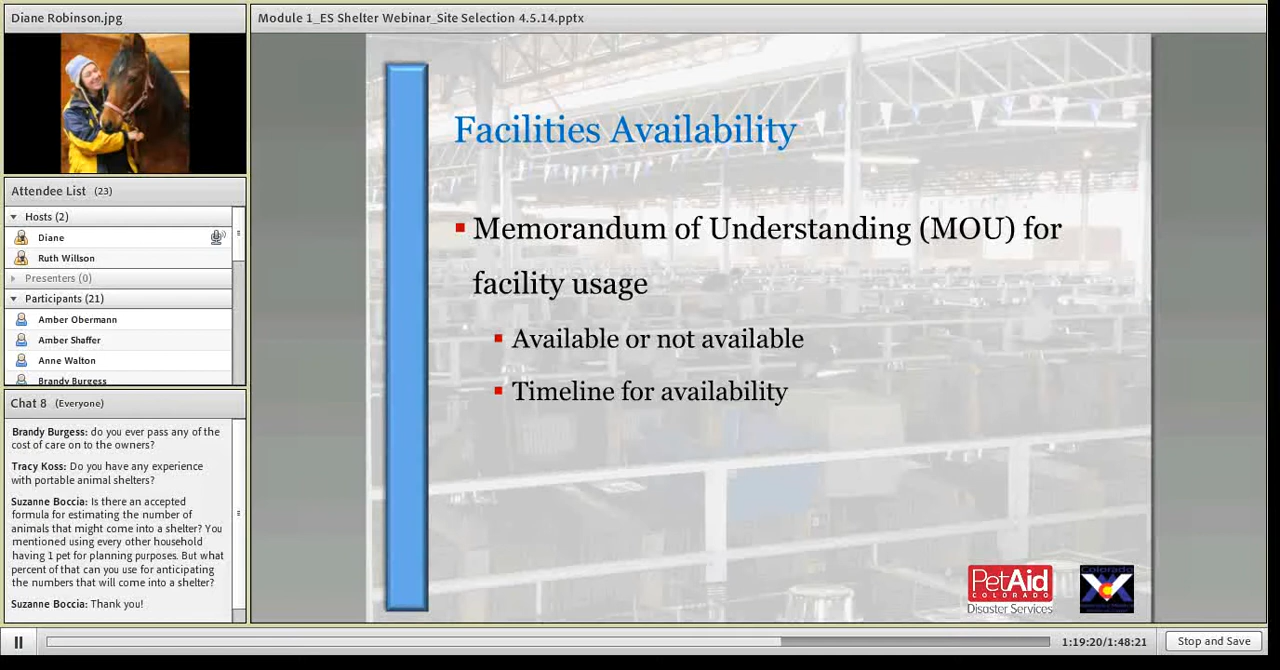 Diane Robinson.jpg
Module 1_ES Shelter Webinar_Site Selection 4.5.14.pptx
Attendee List (23)
Hosts (2)
Diane
Ruth Willson
Presenters (0)
Participants (21)
Amber Obermann
Amber Shaffer
Anne Walton
Brandy Burgess
Chat 8 (Everyone)
Brandy Burgess: do you ever pass any of the
cost of care on to the owners?
Tracy Koss: Do you have any experience
with portable animal shelters?
Suzanne Boccia: Is there an accepted
formula for estimating the number of
animals that might come into a shelter? You
mentioned using every other household
having 1 pet for planning purposes. But what
percent of that can you use for anticipating
the numbers that will come into a shelter?
Suzanne Boccia: Thank you!
Facilities Availability
Memorandum of Understanding (MOU) for
facility usage
Available or not available
Timeline for availability
PetAid
COLORADO
Disaster Services
Colorado
1:19:20/1:48:21
Stop and Save